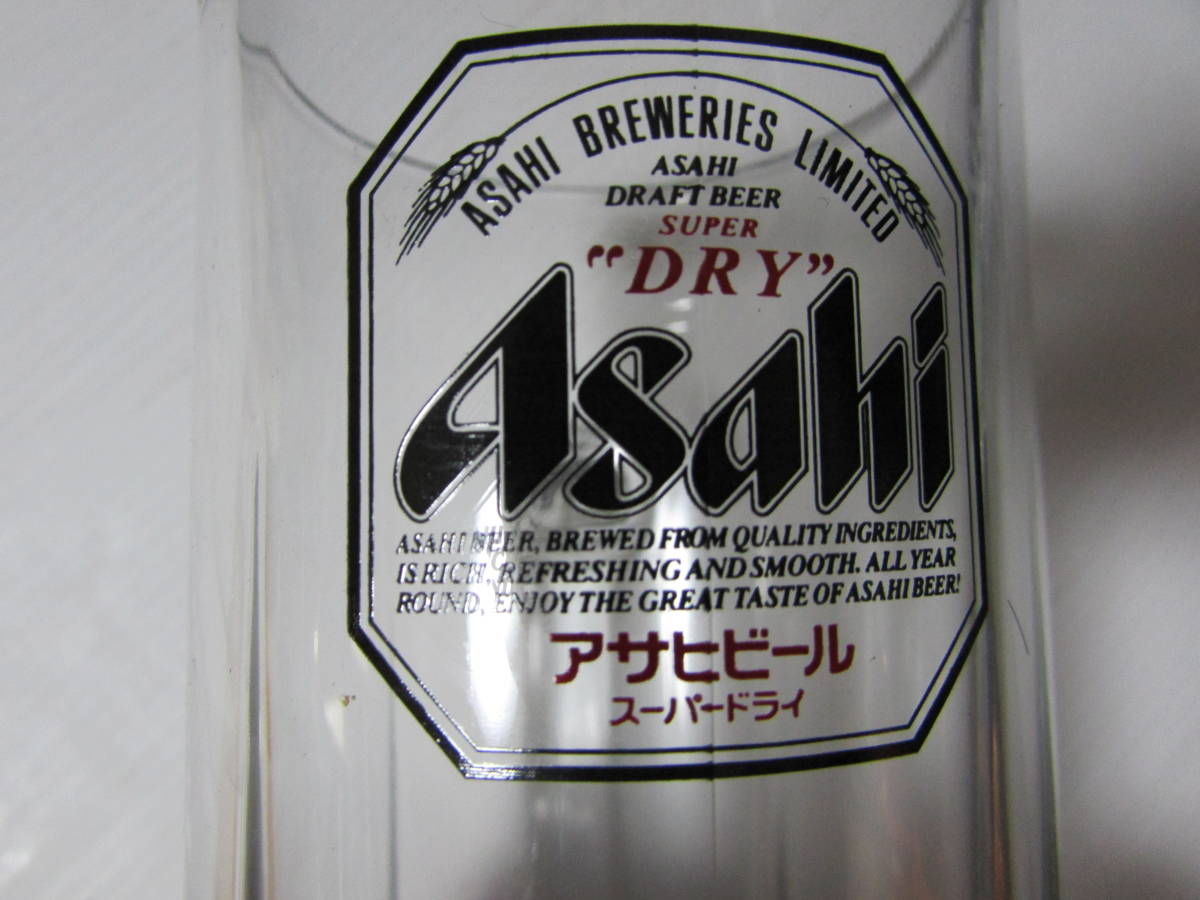 ASAHI BREWERIES LIMITED
ASAHI
DRAFT BEER
SUPER
“DRY”
Asahi
ASAHI BEER, BREWED FROM QUALITY INGREDIENTS,
IS RICH, REFRESHING AND SMOOTH. ALL YEAR
ROUND, ENJOY THE GREAT TASTE OF ASAHI BEER!
アサヒビール
スーパードライ